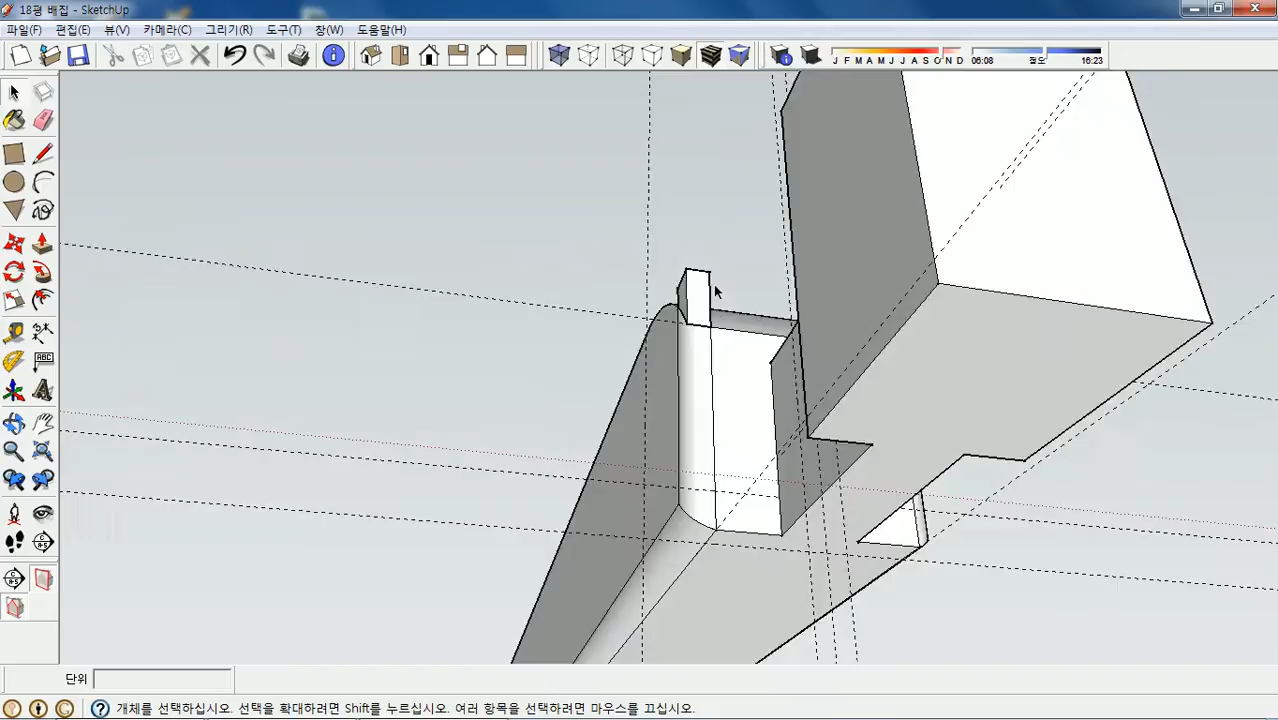 18평 배집 - SketchUp
파일(F) 편집(E) 뷰(V) 카메라(C) 그리기(R) 도구(T) 창(W) 도움말(H)
J F M A M J J A S O N D 06:08 정오 16:23
ABC
단위
개체를 선택하십시오. 선택을 확대하려면 Shift를 누르십시오. 여러 항목을 선택하려면 마우스를 끄십시오.